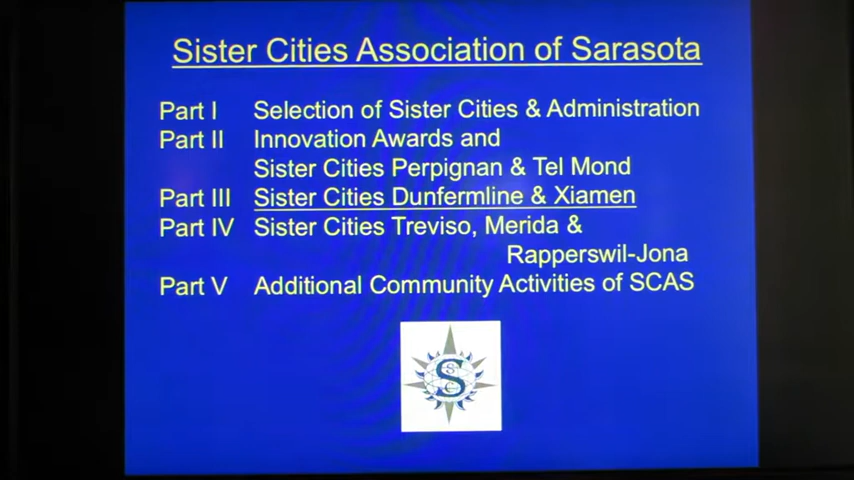 Sister Cities Association of Sarasota
Part I Selection of Sister Cities & Administration
Part II Innovation Awards and
Sister Cities Perpignan & Tel Mond
Part III Sister Cities Dunfermline & Xiamen
Part IV Sister Cities Treviso, Merida &
Rapperswil-Jona
Part V Additional Community Activities of SCAS
S